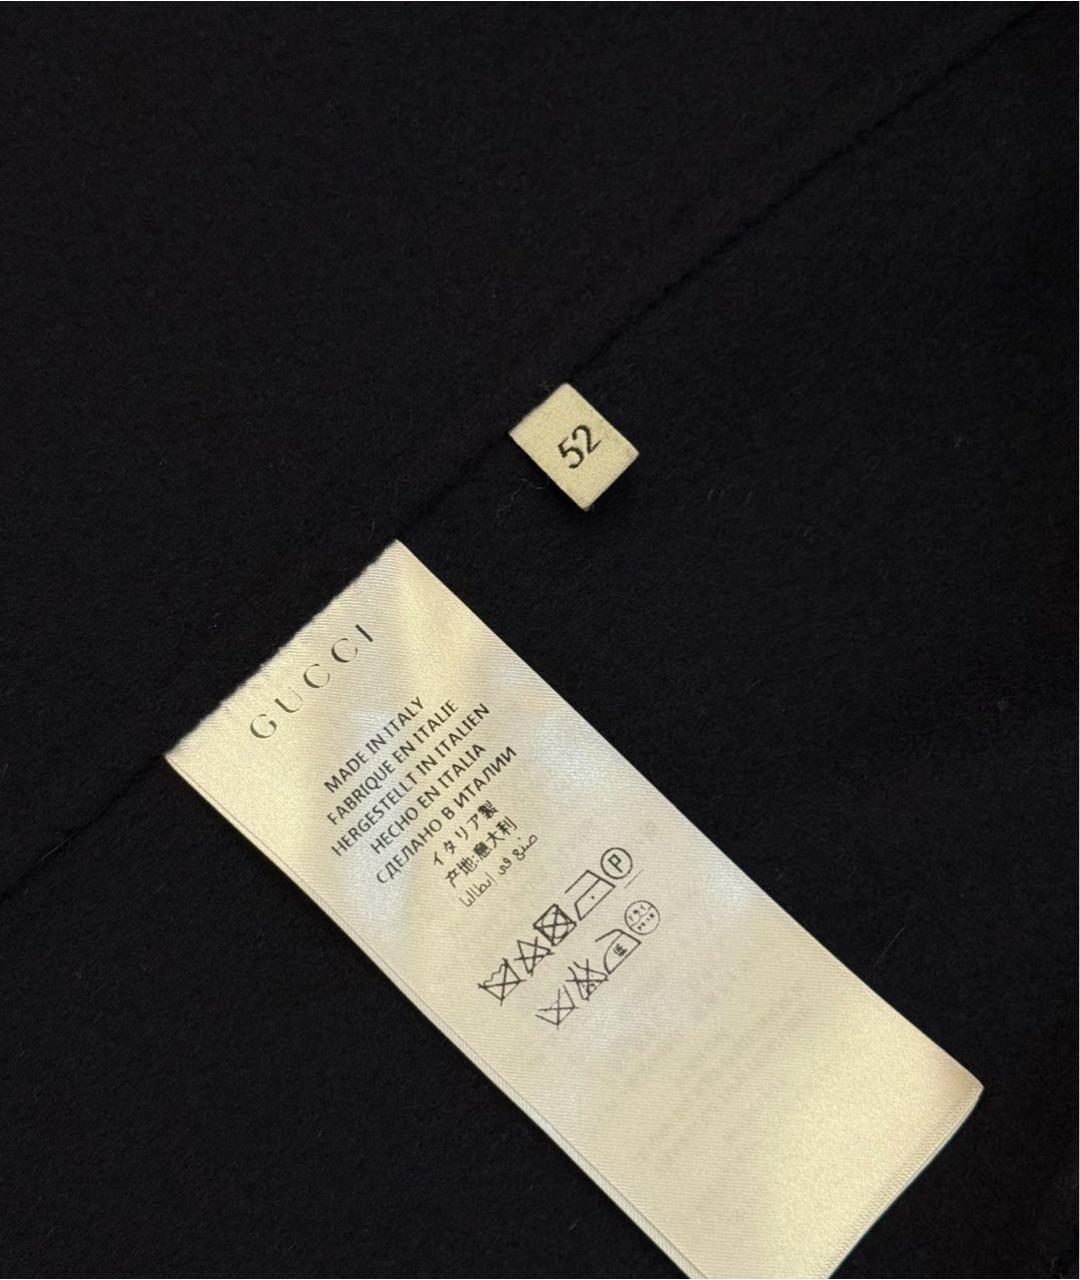 52
GUCCI
MADE IN ITALY
FABRIQUE EN ITALIE
HERGESTELLT IN ITALIEN
HECHO EN ITALIA
СДЕЛАНО В ИТАЛИИ
イタリア製
产地:意大利
صنع في إيطاليا
P